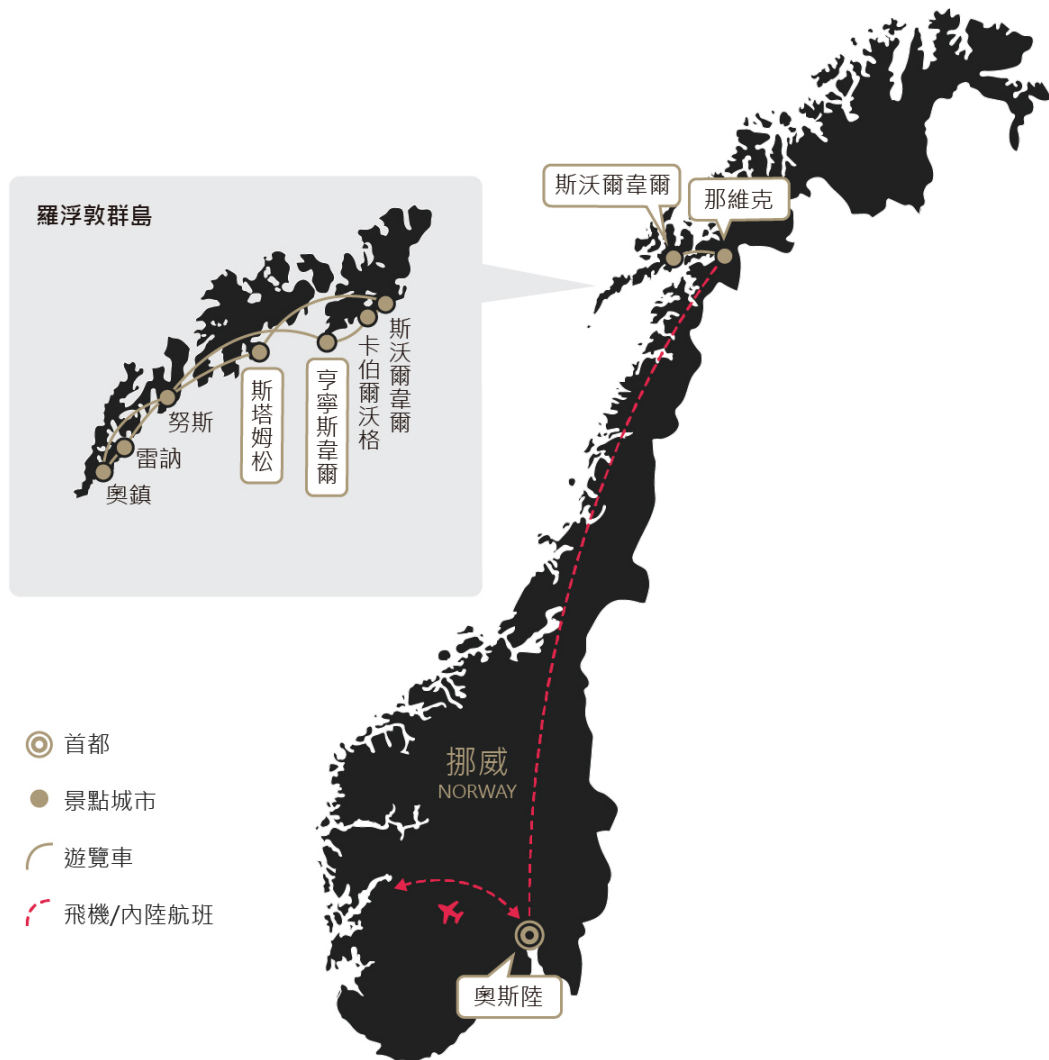 斯沃爾韋爾
那維克
羅浮敦群島
斯沃爾韋爾
卡伯爾沃格
亨寧斯韋爾
斯塔姆松
努斯
雷訥
奧鎮
首都
景點城市
遊覽車
飛機/內陸航班
挪威
NORWAY
奧斯陸